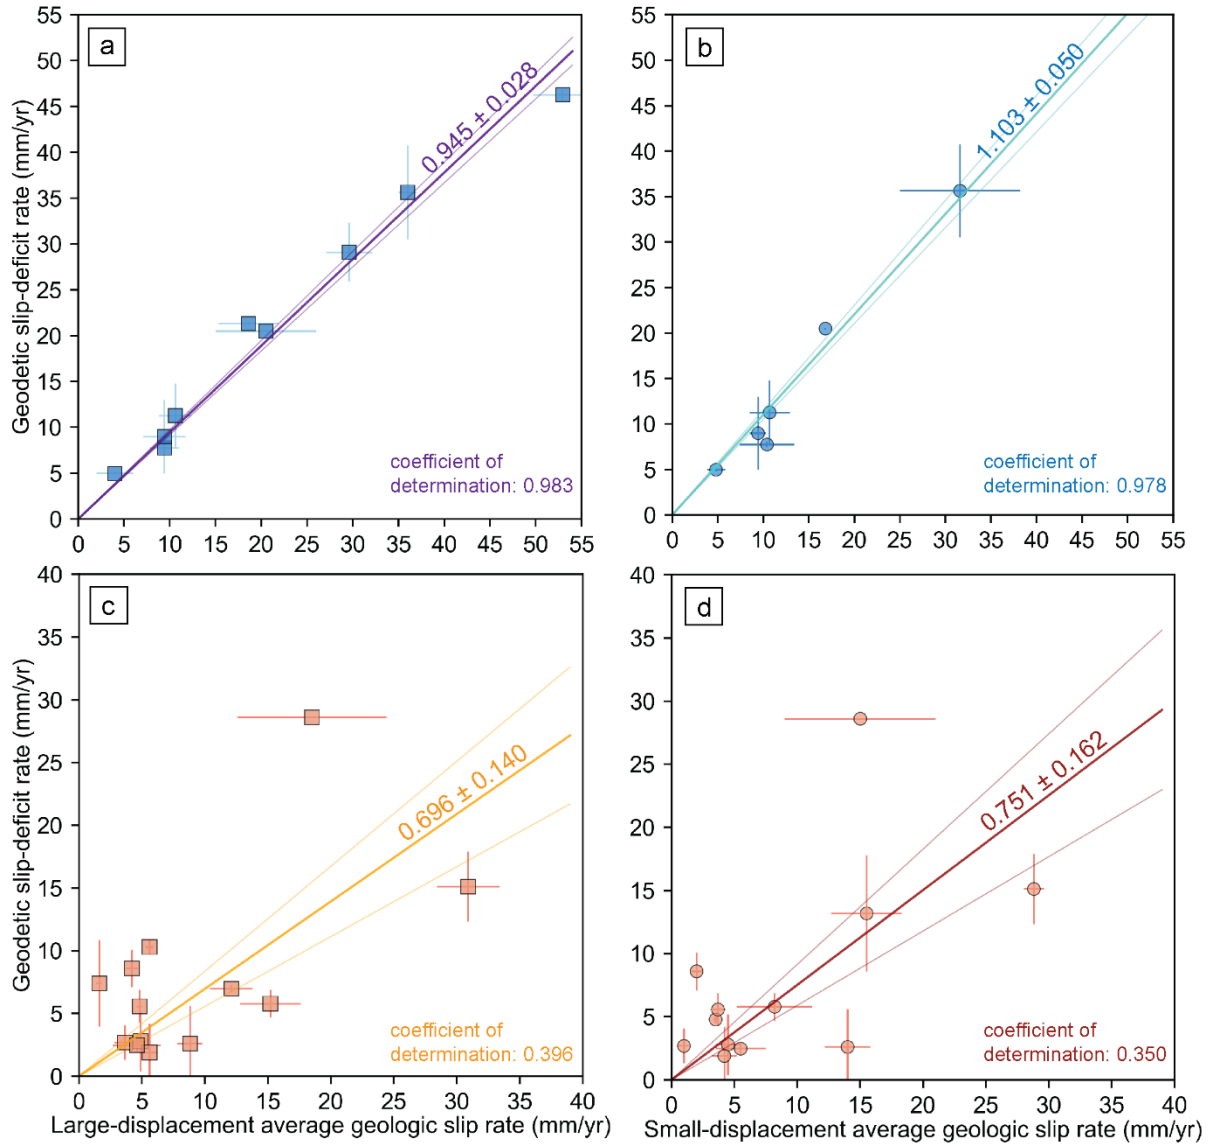 a
55
50
45
40
35
30
25
20
15
10
5
0
0 5 10 15 20 25 30 35 40 45 50 55
Geodetic slip-deficit rate (mm/yr)
0.945 ± 0.028
coefficient of
determination: 0.983
b
55
50
45
40
35
30
25
20
15
10
5
0
0 5 10 15 20 25 30 35 40 45 50 55
1.103 ± 0.050
coefficient of
determination: 0.978
c
40
35
30
25
20
15
10
5
0
0 5 10 15 20 25 30 35 40
Geodetic slip-deficit rate (mm/yr)
0.696 ± 0.140
coefficient of
determination: 0.396
Large-displacement average geologic slip rate (mm/yr)
d
40
35
30
25
20
15
10
5
0
0 5 10 15 20 25 30 35 40
0.751 ± 0.162
coefficient of
determination: 0.350
Small-displacement average geologic slip rate (mm/yr)